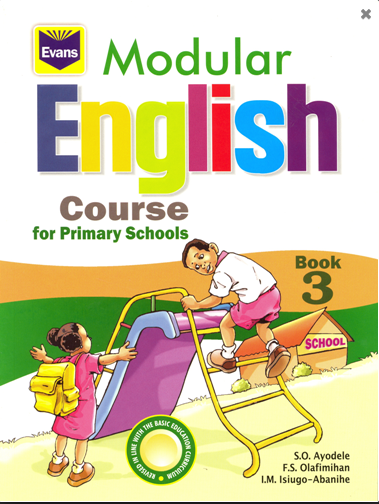 Evans
Modular
English
Course
for Primary Schools
Book
3
SCHOOL
REVISED IN LINE WITH THE BASIC EDUCATION CURRICULUM
S.O. Ayodele
F.S. Olafimihan
I.M. Isiugo-Abanihe